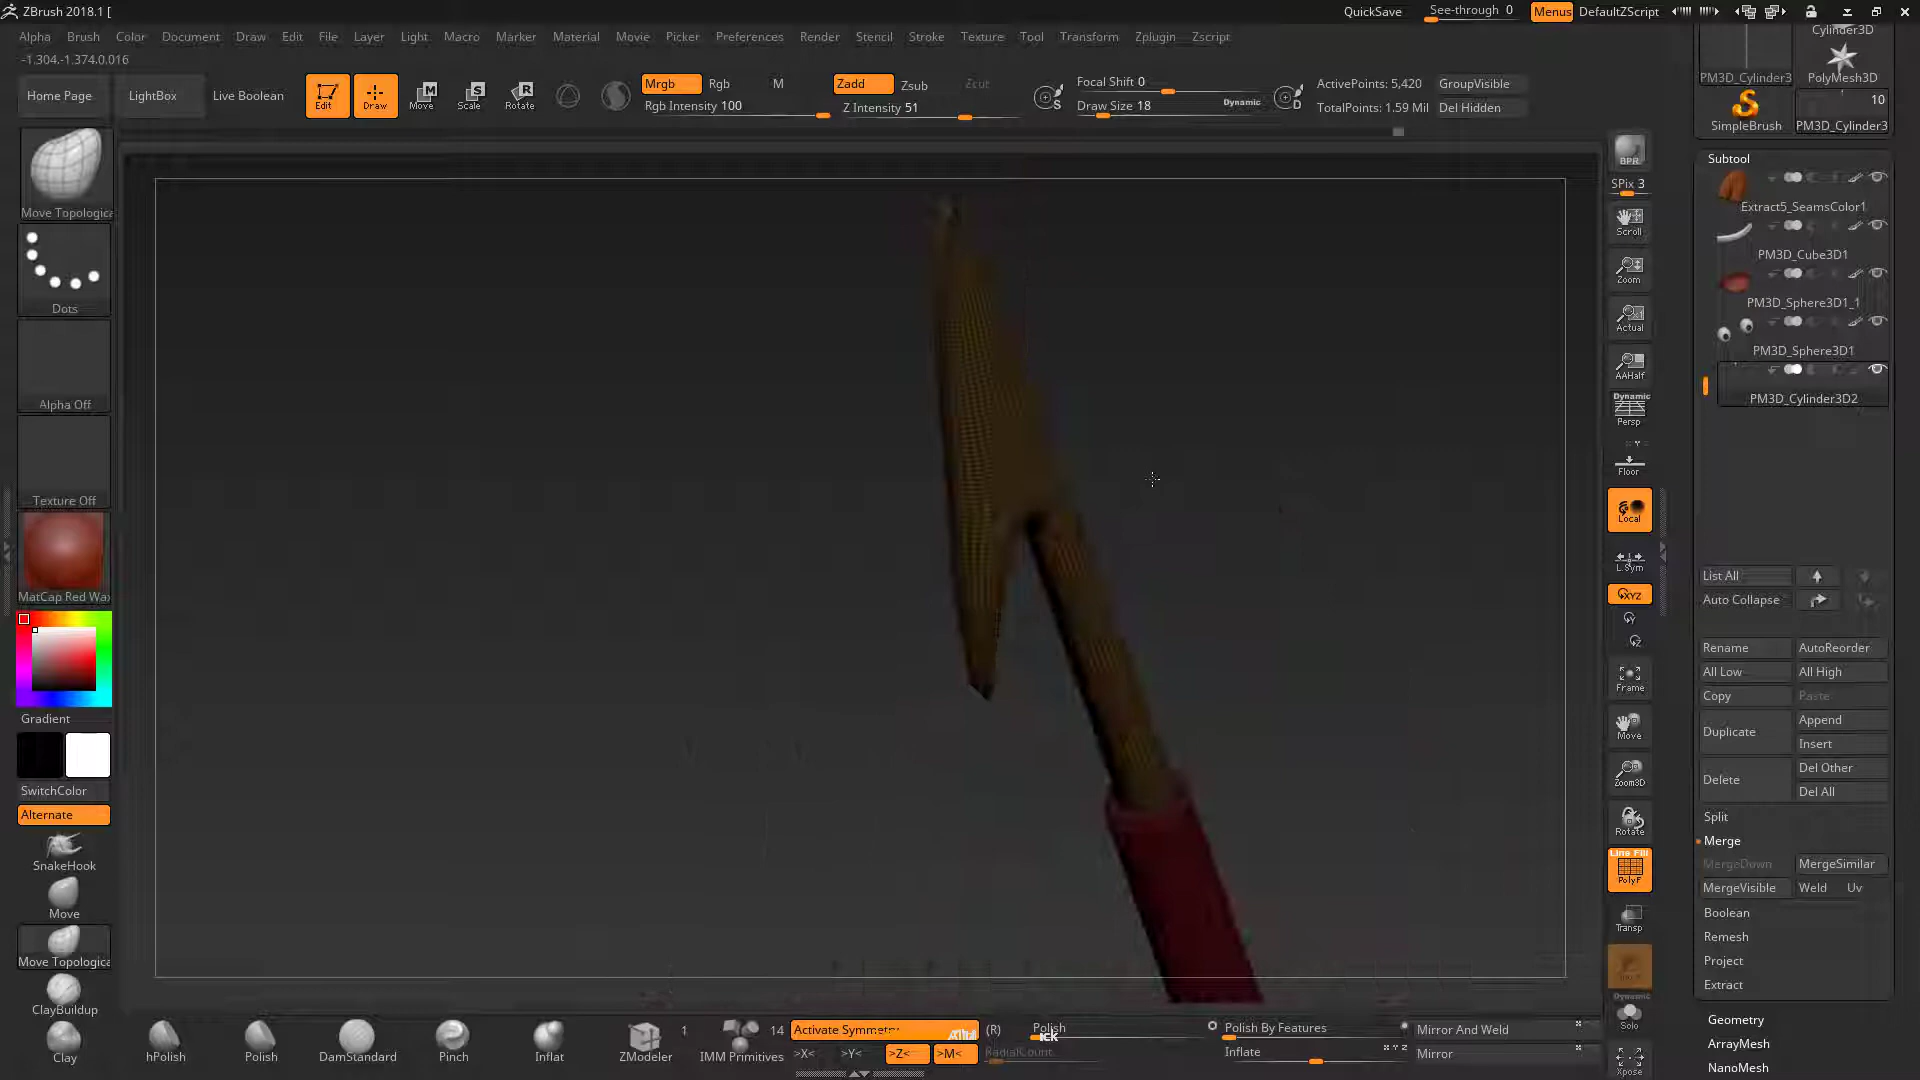 ZBrush 2018.1 [
QuickSave
See-through 0
Menus
DefaultZScript
Alpha Brush Color Document Draw Edit File Layer Light Macro Marker Material Movie Picker Preferences Render Stencil Stroke Texture Tool Transform Zplugin Zscript
-1.304,-1.374,0.016
Home Page
LightBox
Live Boolean
Edit
Draw
Move
Scale
Rotate
Mrgb
Rgb
M
Rgb Intensity 100
Zadd
Zsub
Zcut
Z Intensity 51
S
Focal Shift 0
Draw Size 18
Dynamic
D
ActivePoints: 5,420
TotalPoints: 1.59 Mil
GroupVisible
Del Hidden
Cylinder3D
PM3D_Cylinder3
PolyMesh3D
SimpleBrush
10
PM3D_Cylinder3
Subtool
Extract5_SeamsColor1
PM3D_Cube3D1
PM3D_Sphere3D1_1
PM3D_Sphere3D1
PM3D_Cylinder3D2
List All
Auto Collapse
Rename
AutoReorder
All Low
All High
Copy
Paste
Duplicate
Append
Insert
Delete
Del Other
Del All
Split
Merge
MergeDown
MergeSimilar
MergeVisible
Weld
Uv
Boolean
Remesh
Project
Extract
Geometry
ArrayMesh
NanoMesh
BPR
SPix 3
Scroll
Zoom
Actual
AAHalf
Dynamic
Persp
Floor
Local
L.Sym
XYZ
Frame
Move
Zoom3D
Rotate
Line Fill
PolyF
Transp
Dynamic
Solo
Xpose
Move Topologica
Dots
Alpha Off
Texture Off
MatCap Red Wax
Gradient
SwitchColor
Alternate
SnakeHook
Move
Move Topologica
ClayBuildup
Clay
hPolish
Polish
DamStandard
Pinch
Inflat
ZModeler
1
IMM Primitives
14
Activate Symmetry
>X<
>Y<
>Z<
>M<
(R)
RadialCount
Polish
Polish By Features
Inflate
Mirror And Weld
Mirror